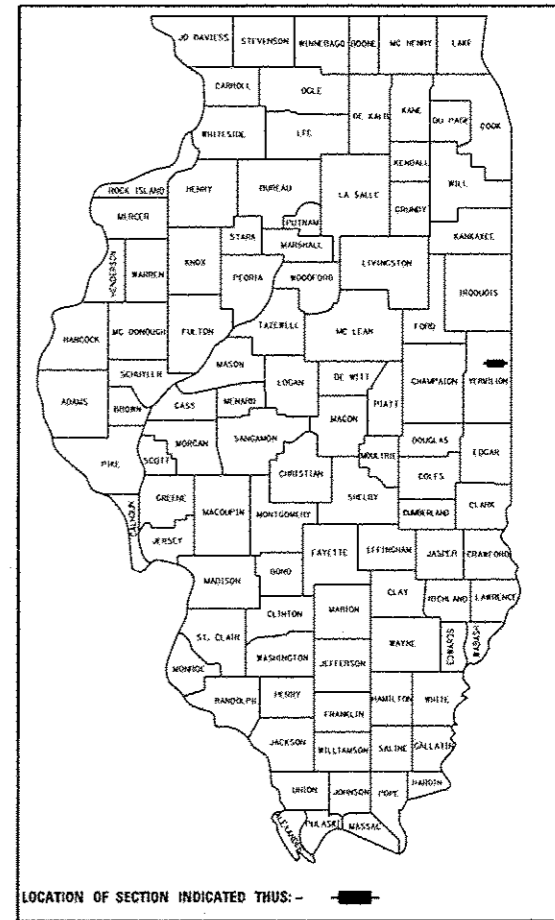 JO DAVIESS STEVENSON WINNEBAGO BOONE MC HENRY LAKE
CARROLL OGLE DE KALB KANE DU PAGE COOK
WHITESIDE LEE
KENDALL WILL
ROCK ISLAND HENRY BUREAU LA SALLE GRUNDY
MERCER PUTNAM
STARK MARSHALL KANKAKEE
HENDERSON WARREN KNOX PEORIA WOODFORD LIVINGSTON IROQUOIS
HANCOCK MC DONOUGH FULTON TAZEWELL MC LEAN FORD
SCHUYLER MASON
ADAMS BROWN CASS MENARD LOGAN DE WITT CHAMPAIGN VERMILION
MACON PIATT
PIKE SCOTT MORGAN SANGAMON CHRISTIAN MOULTRIE DOUGLAS EDGAR
COLES
CALHOUN GREENE MACOUPIN MONTGOMERY SHELBY CUMBERLAND CLARK
JERSEY
FAYETTE EFFINGHAM JASPER CRAWFORD
MADISON BOND
CLAY RICHLAND LAWRENCE
CLINTON MARION
ST. CLAIR WAYNE EDWARDS WABASH
WASHINGTON JEFFERSON
MONROE
RANDOLPH PERRY HAMILTON WHITE
FRANKLIN
JACKSON WILLIAMSON SALINE GALLATIN
UNION JOHNSON POPE HARDIN
ALEXANDER PULASKI MASSAC
LOCATION OF SECTION INDICATED THUS: -